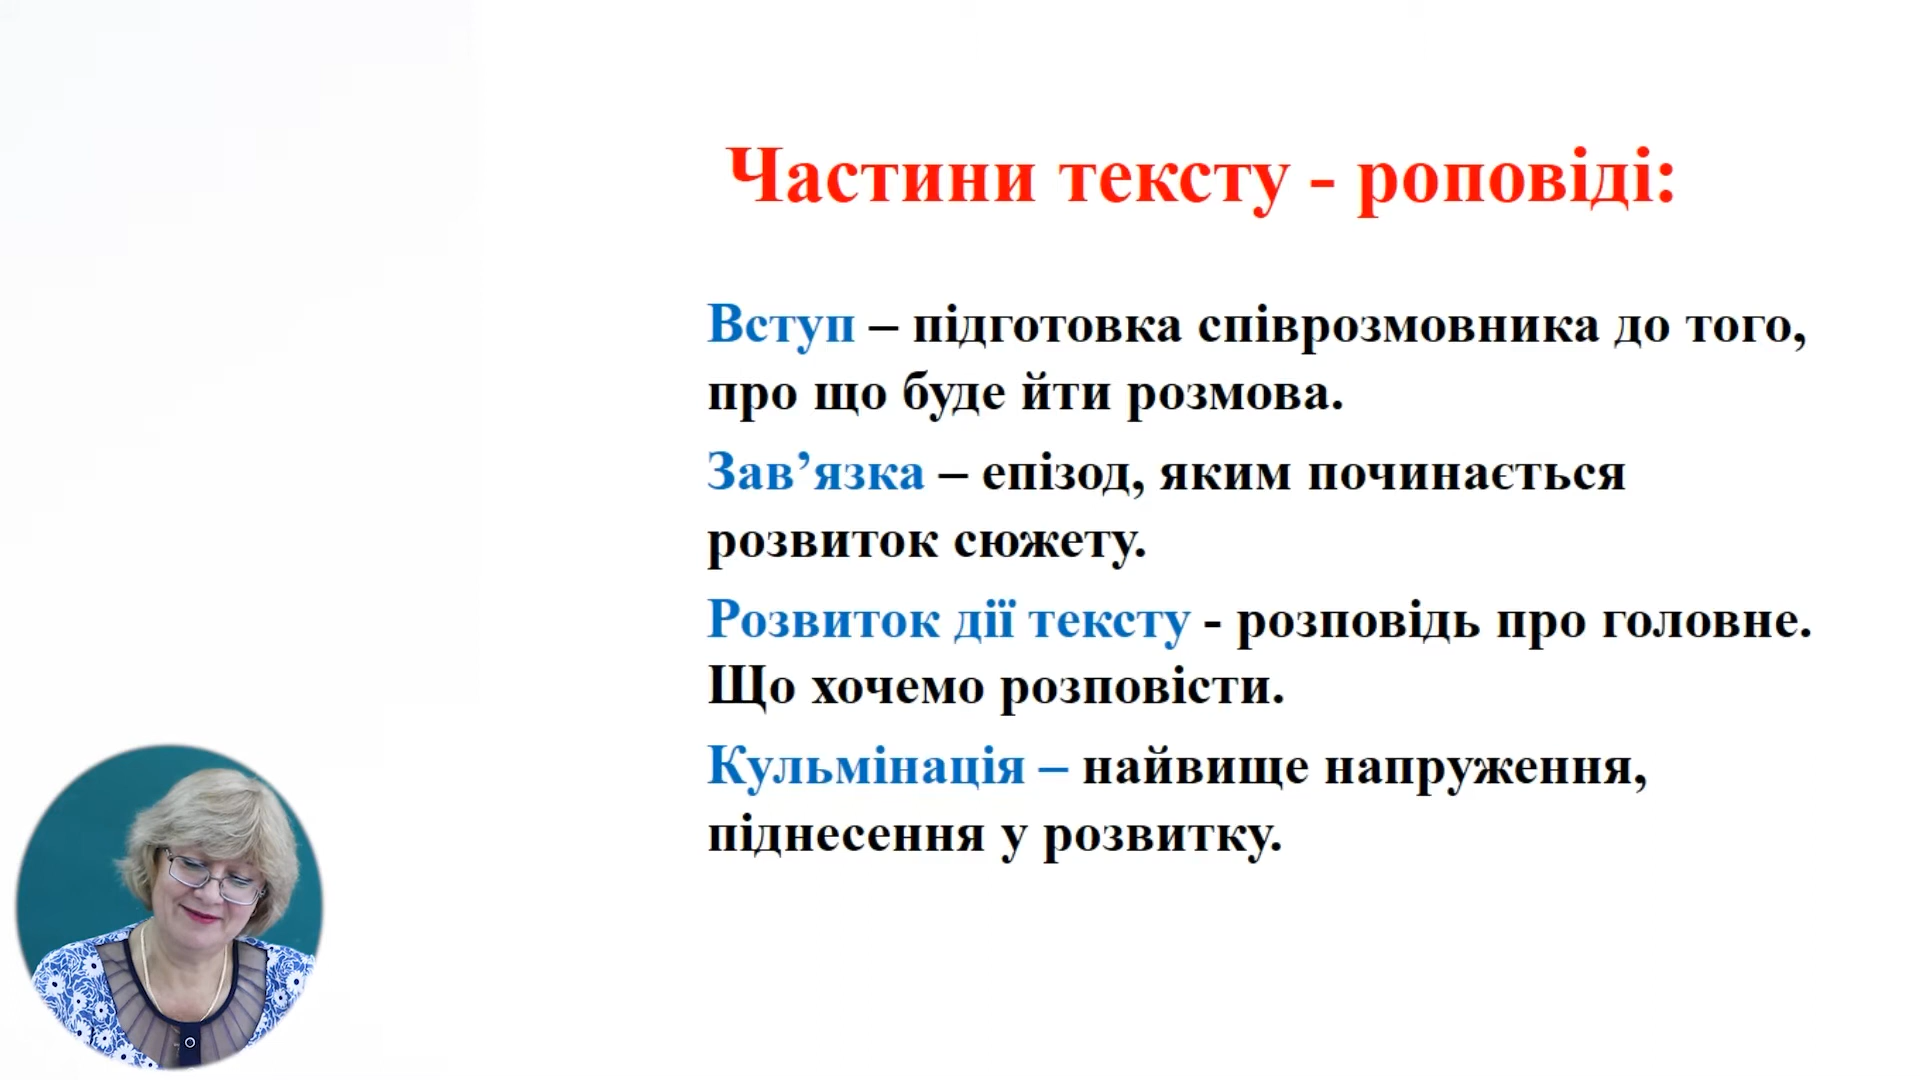 Частини тексту - роповіді:
Вступ – підготовка співрозмовника до того,
про що буде йти розмова.
Зав’язка – епізод, яким починається
розвиток сюжету.
Розвиток дії тексту - розповідь про головне.
Що хочемо розповісти.
Кульмінація – найвище напруження,
піднесення у розвитку.